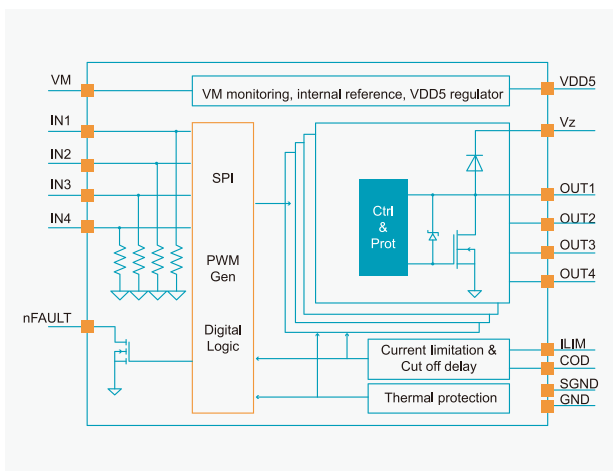 VM
VM monitoring, internal reference, VDD5 regulator
VDD5
IN1
IN2
IN3
IN4
SPI
PWM
Gen
Digital
Logic
Ctrl
&
Prot
Vz
OUT1
OUT2
OUT3
OUT4
nFAULT
Current limitation &
Cut off delay
Thermal protection
ILIM
COD
SGND
GND